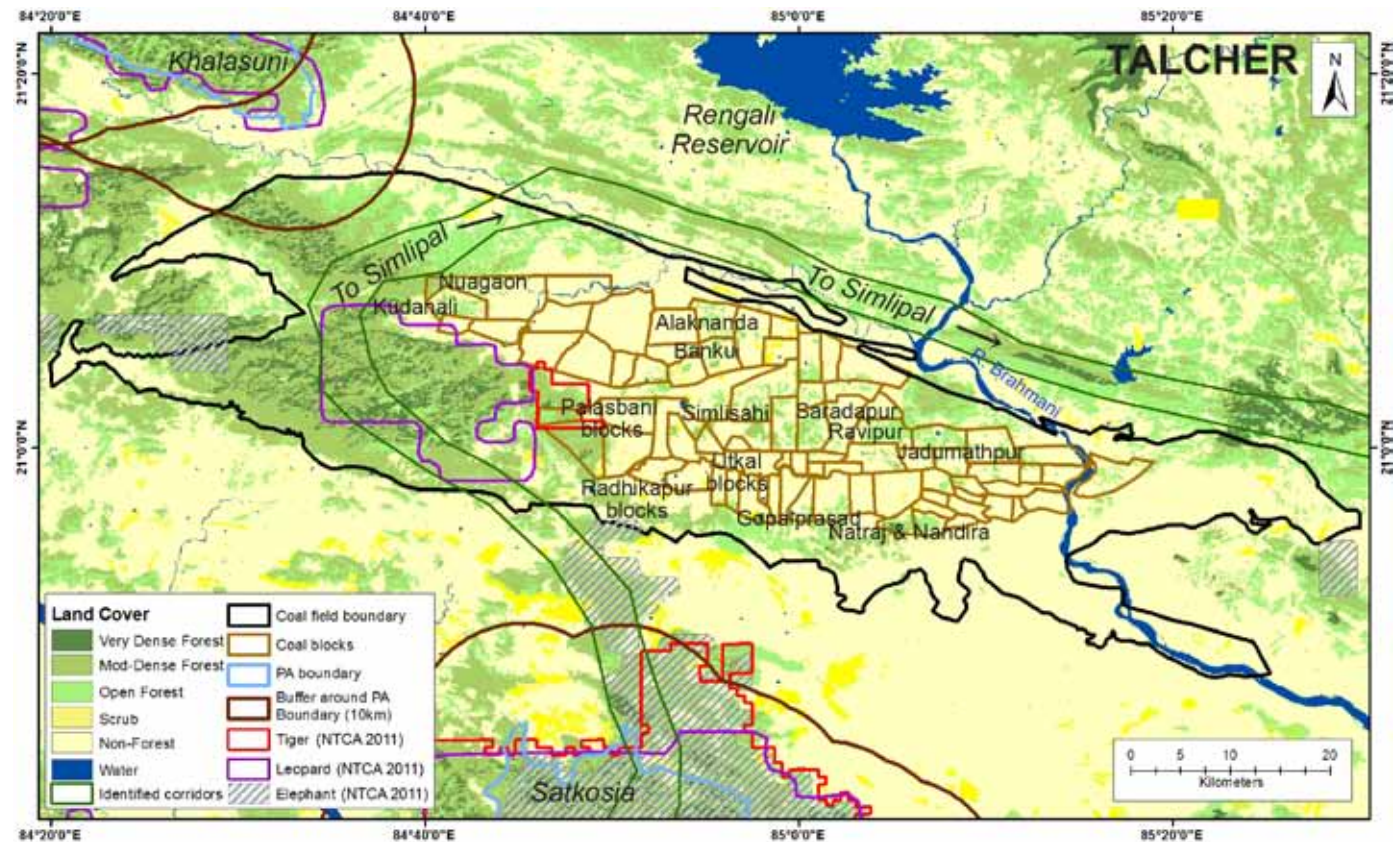 84°20'0"E 84°40'0"E 85°0'0"E 85°20'0"E
TALCHER
N
Khalasuni
21°20'0"N
21°20'0"N
Rengali
Reservoir
To Simlipal
To Simlipal
Nuagaon
Kudanali
Alaknanda
Bankui
R. Brahmani
Palasbani
blocks
Simlisahi
Baradapur
Ravipur
21°0'0"N
21°0'0"N
Jadumathpur
Utkal
blocks
Radhikapur
blocks
Gopalprasad
Natraj & Nandira
Land Cover
Very Dense Forest
Mod-Dense Forest
Open Forest
Scrub
Non-Forest
Water
Identified corridors
Coal field boundary
Coal blocks
PA boundary
Buffer around PA
Boundary (10km)
Tiger (NTCA 2011)
Leopard (NTCA 2011)
Elephant (NTCA 2011)
Satkosia
0 5 10 20
Kilometers
84°20'0"E 84°40'0"E 85°0'0"E 85°20'0"E